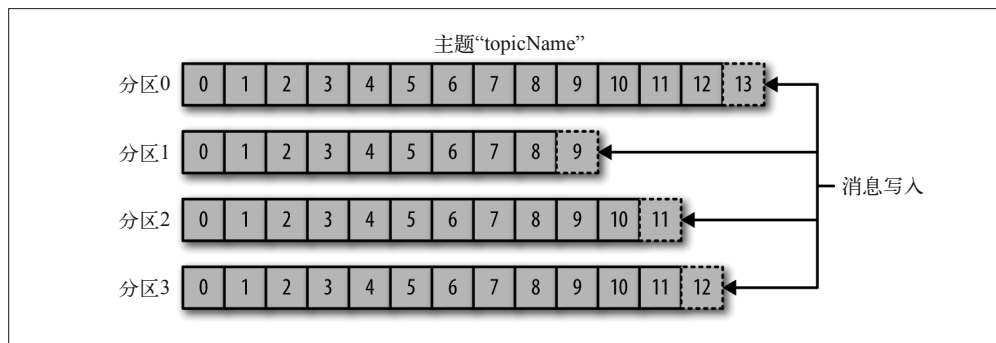 主题“topicName”
分区0 0 1 2 3 4 5 6 7 8 9 10 11 12 13
分区1 0 1 2 3 4 5 6 7 8 9
消息写入
分区2 0 1 2 3 4 5 6 7 8 9 10 11
分区3 0 1 2 3 4 5 6 7 8 9 10 11 12